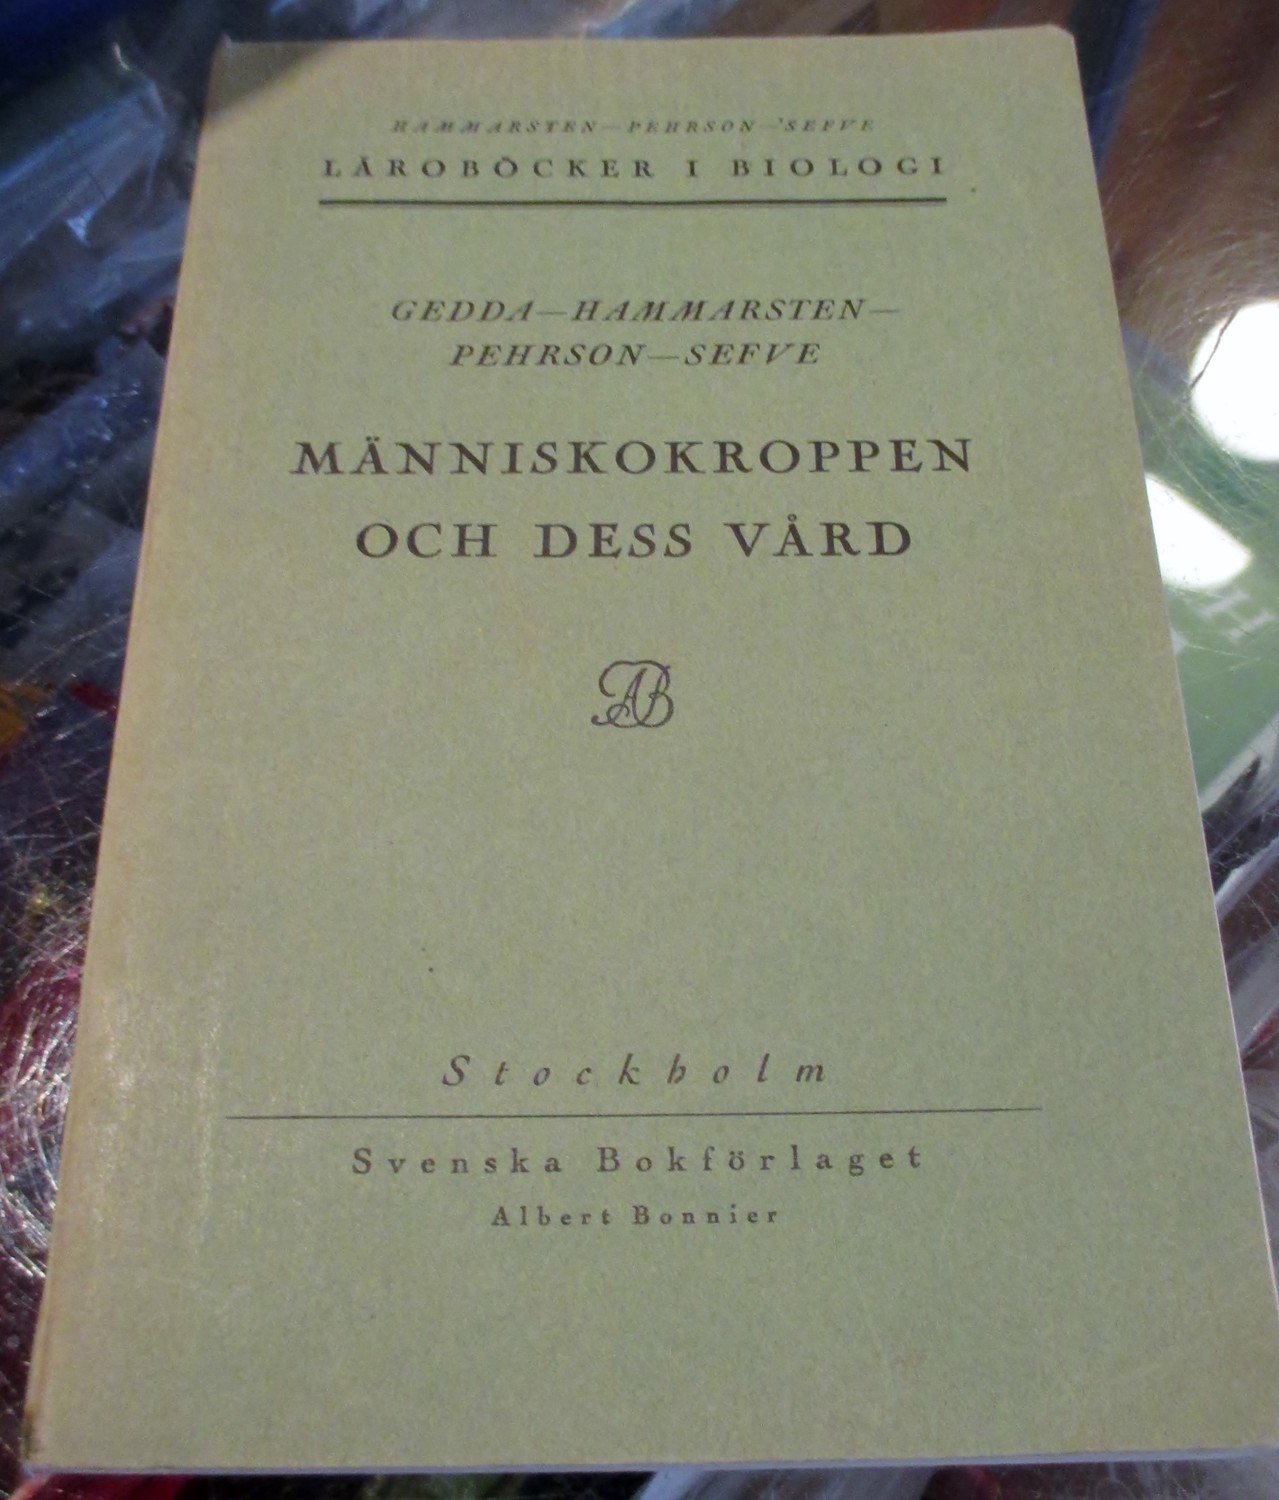 HAMMARSTEN—PEHRSON—SEFVE
LÄROBÖCKER I BIOLOGI
GEDDA—HAMMARSTEN—
PEHRSON—SEFVE
MÄNNISKOKROPPEN
OCH DESS VÅRD
AB
Stockholm
Svenska Bokförlaget
Albert Bonnier